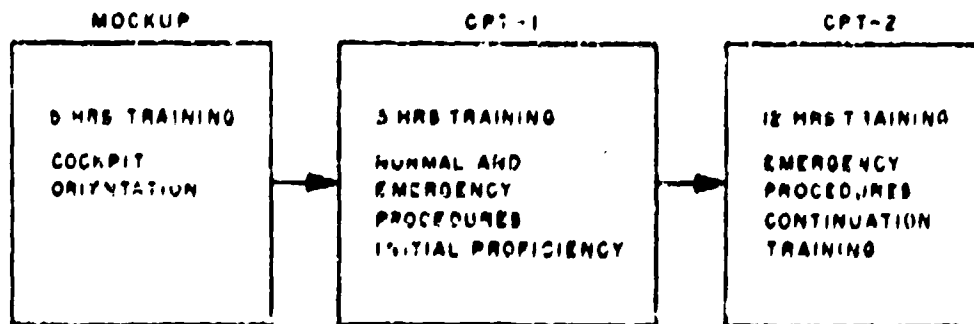 MOCKUP
HRS TRAINING
COCKPIT
ORIENTATION
CPT-1
HRS TRAINING
NORMAL AND
EMERGENCY
PROCEDURES
INITIAL PROFICIENCY
CPT-2
12 HRS TRAINING
EMERGENCY
PROCEDURES
CONTINUATION
TRAINING